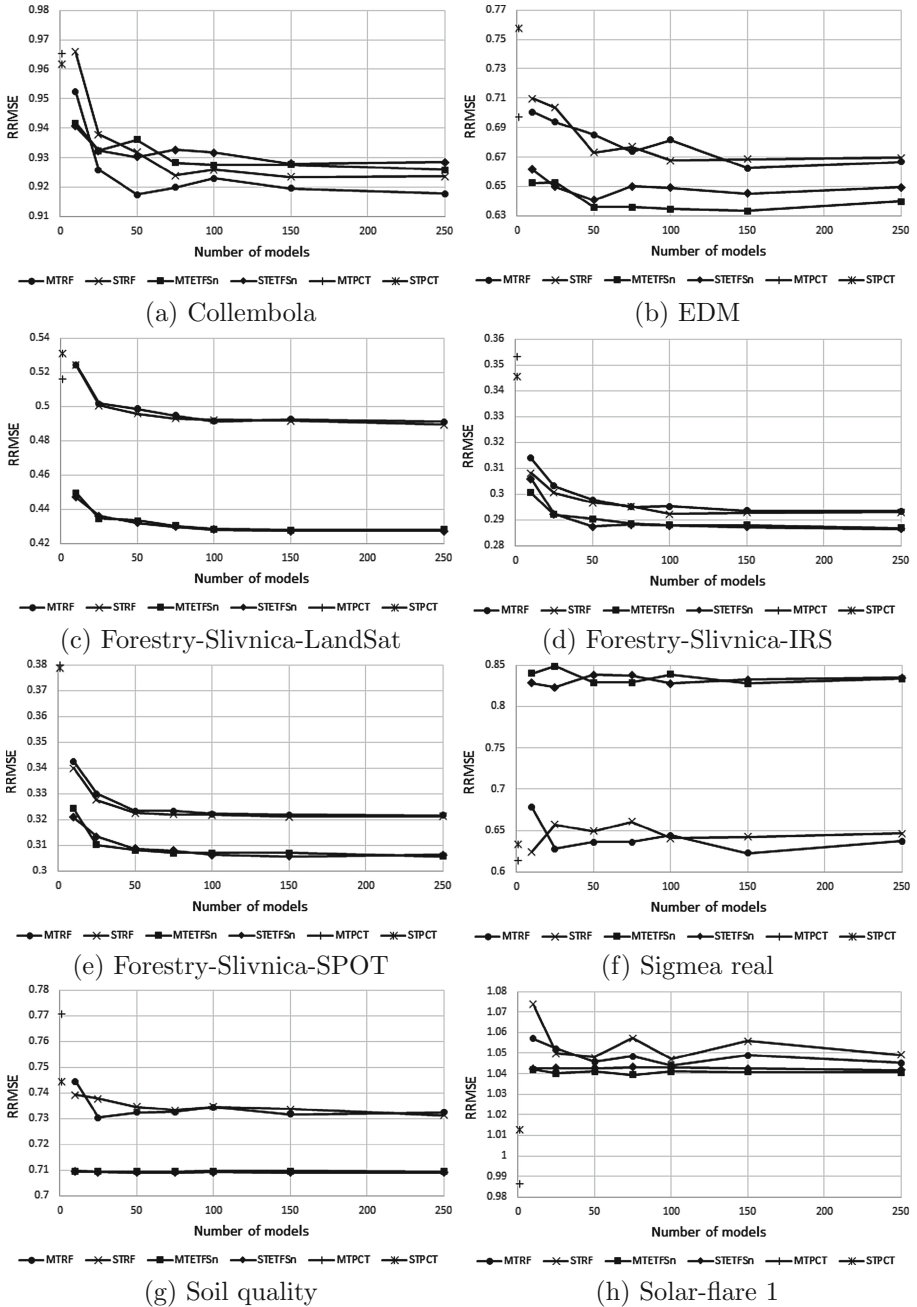 0.98
0.97
0.96
0.95
0.94
0.93
0.92
0.91
RRMSE
0 50 100 150 200 250
Number of models
MTRF STRF MTETFSn STETFSn MTPCT STPCT
(a) Collembola
0.77
0.75
0.73
0.71
0.69
0.67
0.65
0.63
RRMSE
0 50 100 150 200 250
Number of models
MTRF STRF MTETFSn STETFSn MTPCT STPCT
(b) EDM
0.54
0.52
0.5
0.48
0.46
0.44
0.42
RRMSE
0 50 100 150 200 250
Number of models
MTRF STRF MTETFSn STETFSn MTPCT STPCT
(c) Forestry-Slivnica-LandSat
0.36
0.35
0.34
0.33
0.32
0.31
0.3
0.29
0.28
RRMSE
0 50 100 150 200 250
Number of models
MTRF STRF MTETFSn STETFSn MTPCT STPCT
(d) Forestry-Slivnica-IRS
0.38
0.37
0.36
0.35
0.34
0.33
0.32
0.31
0.3
RRMSE
0 50 100 150 200 250
Number of models
MTRF STRF MTETFSn STETFSn MTPCT STPCT
(e) Forestry-Slivnica-SPOT
0.85
0.8
0.75
0.7
0.65
0.6
RRMSE
0 50 100 150 200 250
Number of models
MTRF STRF MTETFSn STETFSn MTPCT STPCT
(f) Sigmea real
0.78
0.77
0.76
0.75
0.74
0.73
0.72
0.71
0.7
RRMSE
0 50 100 150 200 250
Number of models
MTRF STRF MTETFSn STETFSn MTPCT STPCT
(g) Soil quality
1.08
1.07
1.06
1.05
1.04
1.03
1.02
1.01
1
0.99
0.98
RRMSE
0 50 100 150 200 250
Number of models
MTRF STRF MTETFSn STETFSn MTPCT STPCT
(h) Solar-flare 1